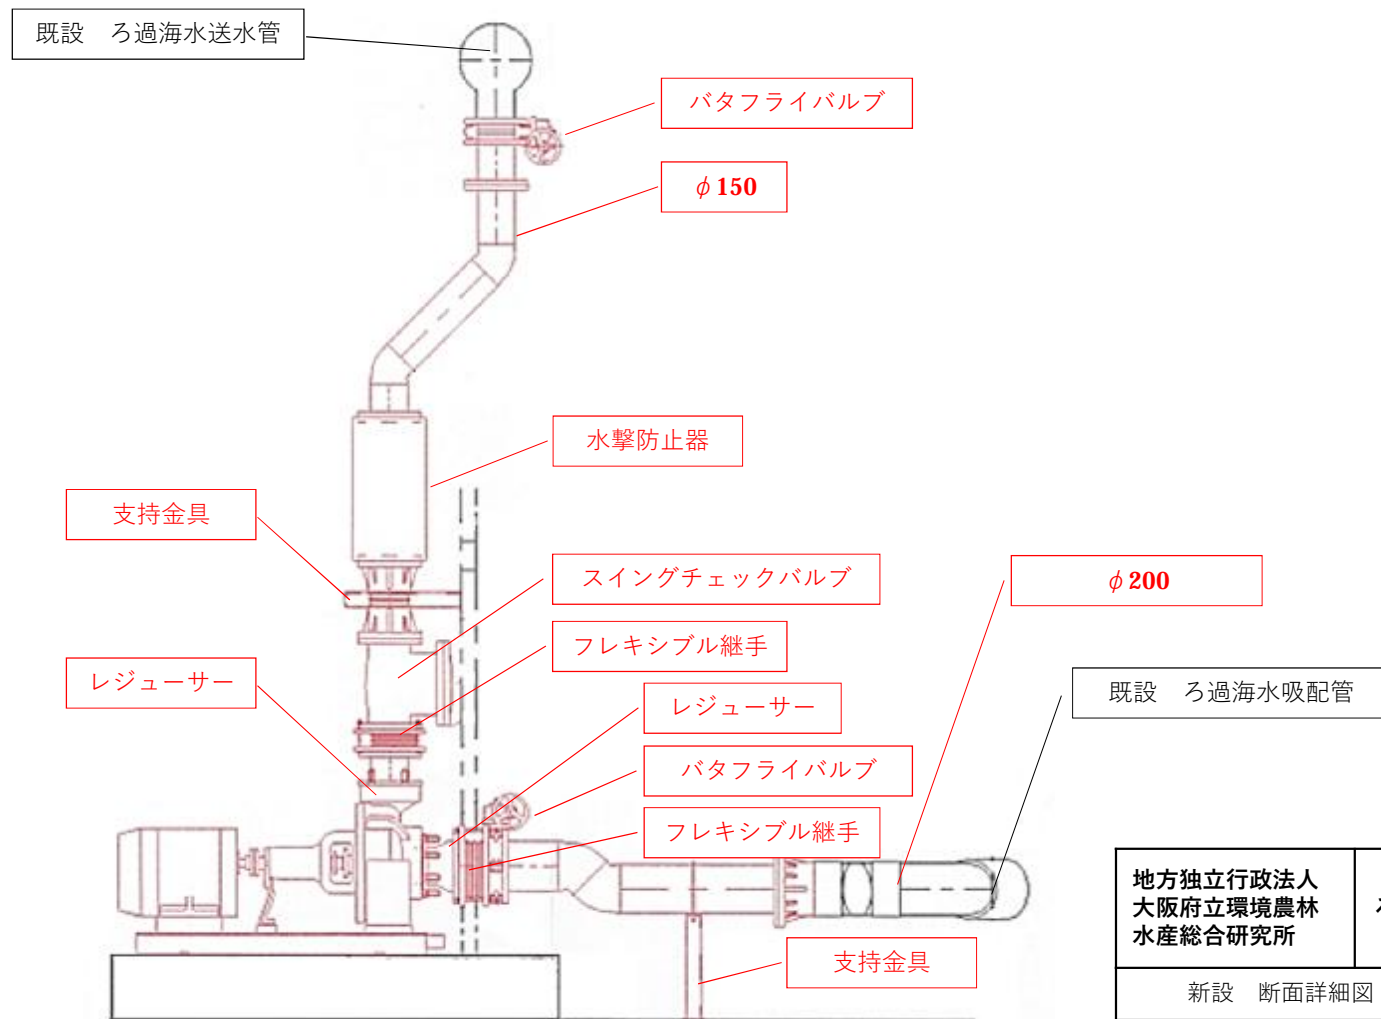 既設　ろ過海水送水管
バタフライバルブ
φ150
水撃防止器
支持金具
スイングチェックバルブ
φ200
フレキシブル継手
レジューサー
既設　ろ過海水吸配管
レジューサー
バタフライバルブ
フレキシブル継手
支持金具
地方独立行政法人
大阪府立環境農林
水産総合研究所
新設　断面詳細図